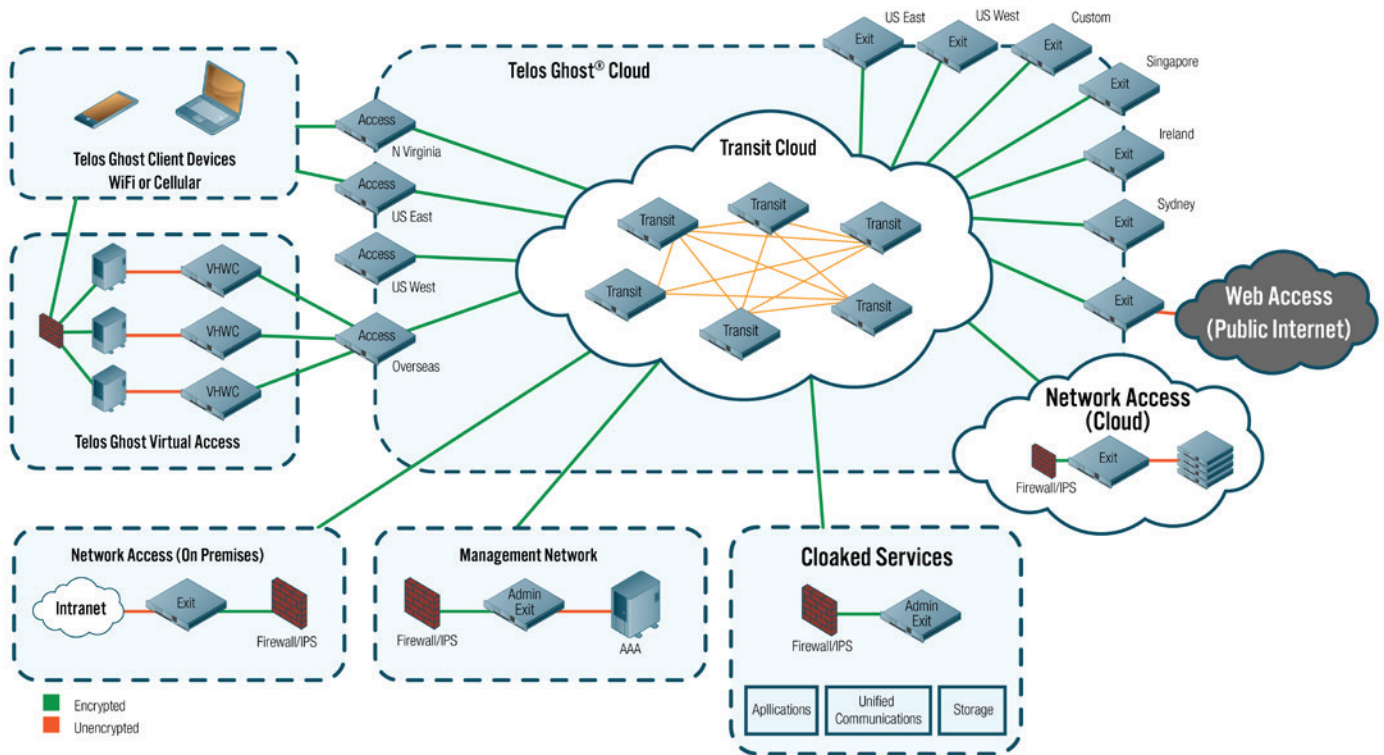 US East
US West
Custom
Exit
Exit
Exit
Singapore
Exit
Telos Ghost® Cloud
Access
N Virginia
Transit Cloud
Ireland
Exit
Telos Ghost Client Devices
WiFi or Cellular
Access
US East
Transit
Transit
Transit
Sydney
Exit
Access
US West
VHWC
Transit
Transit
Transit
Exit
Web Access
(Public Internet)
VHWC
Access
Overseas
VHWC
Telos Ghost Virtual Access
Network Access
(Cloud)
Exit
Firewall/IPS
Network Access (On Premises)
Intranet
Exit
Firewall/IPS
Management Network
Admin
Exit
Firewall/IPS
AAA
Cloaked Services
Admin
Exit
Firewall/IPS
Apllications
Unified
Communications
Storage
Encrypted
Unencrypted